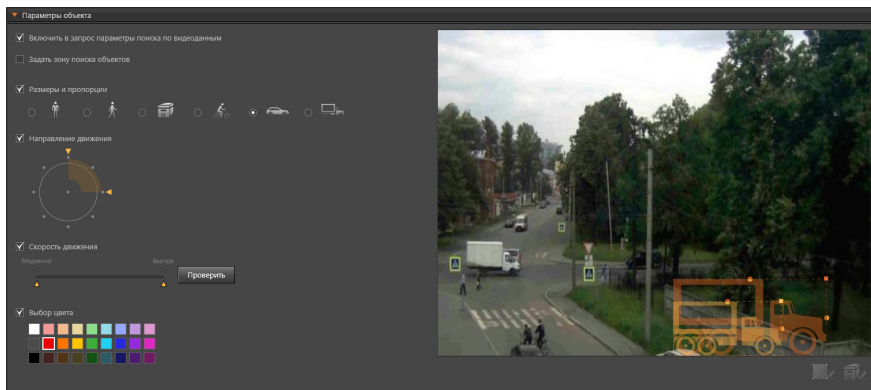 Параметры объекта
Включить в запрос параметры поиска по видеоданным
Задать зону поиска объектов
Размеры и пропорции
Направление движения
Скорость движения
Медленно Быстро
Проверить
Выбор цвета